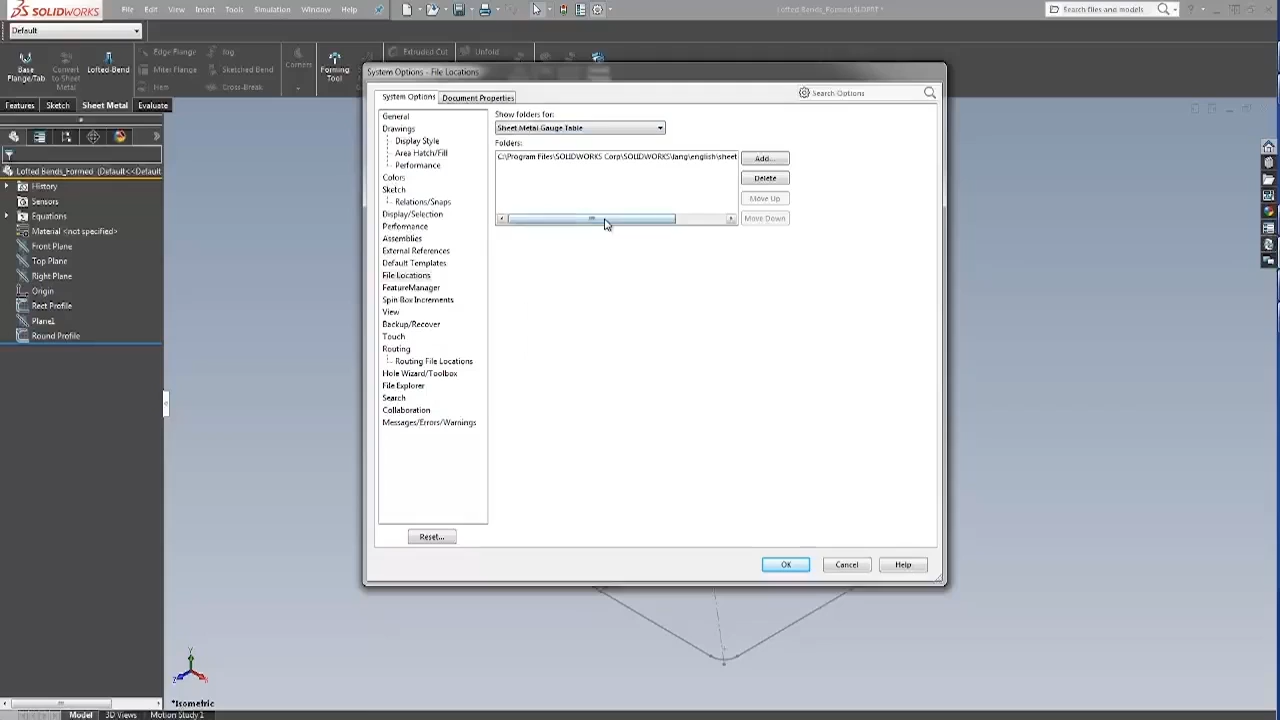 SOLIDWORKS
File Edit View Insert Tools Simulation Window Help
Lofted_Bends_Formed.SLDPRT *
Search files and models
Default
Base Flange/Tab
Convert to Sheet Metal
Lofted-Bend
Edge Flange
Miter Flange
Hem
Jog
Sketched Bend
Cross-Break
Corners
Forming Tool
Extruded Cut
Unfold
Features Sketch Sheet Metal Evaluate
Lofted Bends_Formed (Default<<Default
History
Sensors
Equations
Material <not specified>
Front Plane
Top Plane
Right Plane
Origin
Rect Profile
Plane1
Round Profile
System Options - File Locations
System Options Document Properties
Search Options
General
Drawings
Display Style
Area Hatch/Fill
Performance
Colors
Sketch
Relations/Snaps
Display/Selection
Performance
Assemblies
External References
Default Templates
File Locations
FeatureManager
Spin Box Increments
View
Backup/Recover
Touch
Routing
Routing File Locations
Hole Wizard/Toolbox
File Explorer
Search
Collaboration
Messages/Errors/Warnings
Reset...
Show folders for:
Sheet Metal Gauge Table
Folders:
C:\Program Files\SOLIDWORKS Corp\SOLIDWORKS\lang\english\sheet
Add...
Delete
Move Up
Move Down
OK Cancel Help
Y
Z X
*Isometric
Model 3D Views Motion Study 1